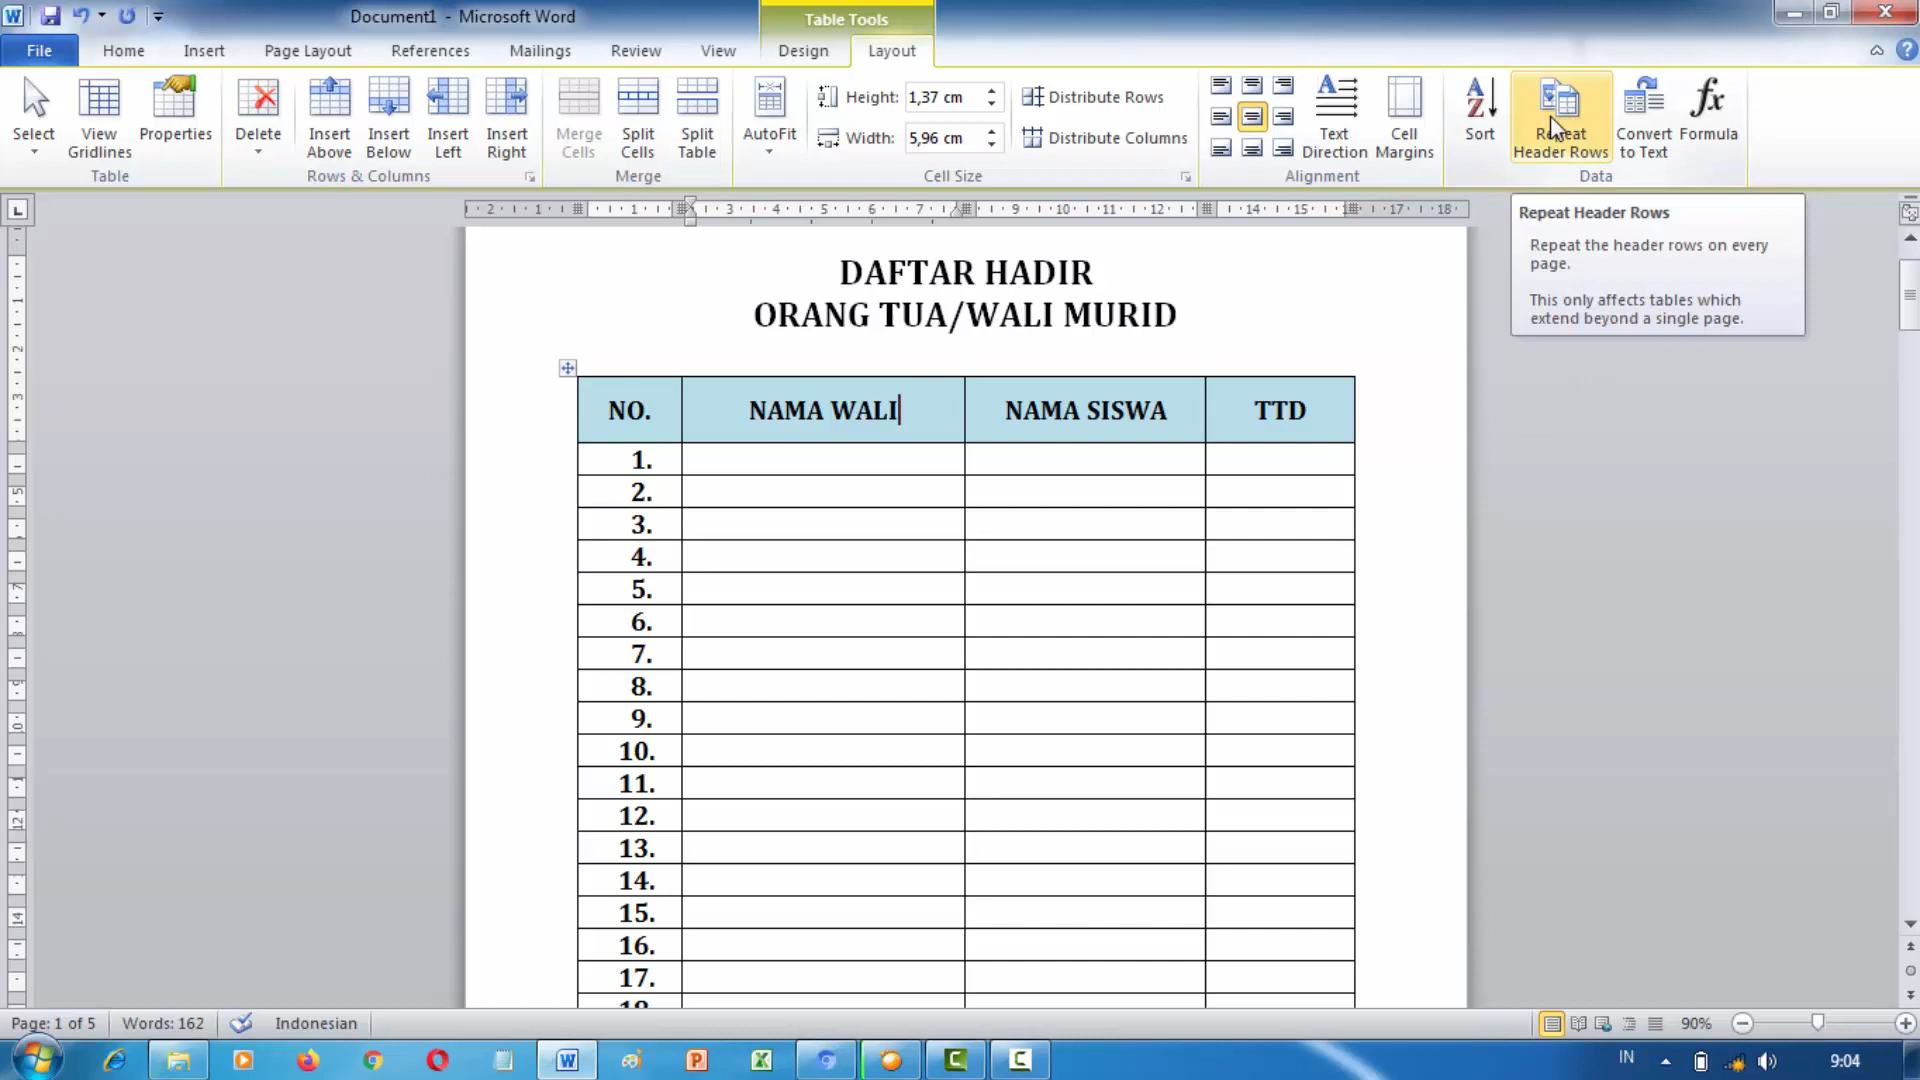 Document1 - Microsoft Word
Table Tools
File Home Insert Page Layout References Mailings Review View Design Layout
Select
View Gridlines
Properties
Table
Delete
Insert Above
Insert Below
Insert Left
Insert Right
Rows & Columns
Merge Cells
Split Cells
Split Table
Merge
AutoFit
Height: 1,37 cm
Width: 5,96 cm
Distribute Rows
Distribute Columns
Cell Size
Text Direction
Cell Margins
Alignment
Sort
Repeat Header Rows
Convert to Text
Formula
Data
Repeat Header Rows
Repeat the header rows on every
page.
This only affects tables which
extend beyond a single page.
DAFTAR HADIR
ORANG TUA/WALI MURID
NO. NAMA WALI NAMA SISWA TTD
1.
2.
3.
4.
5.
6.
7.
8.
9.
10.
11.
12.
13.
14.
15.
16.
17.
18.
Page: 1 of 5 Words: 162 Indonesian 90%
IN 9:04